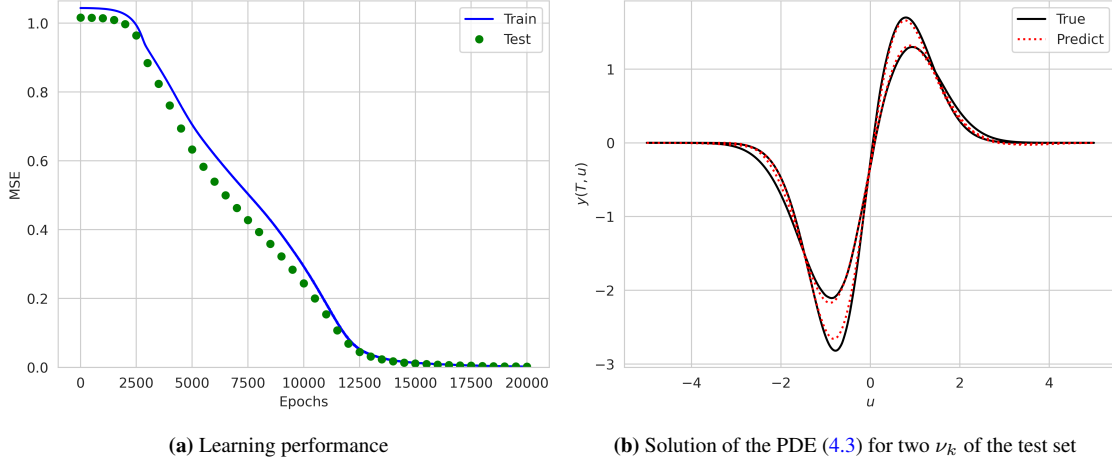 1.0
0.8
0.6
0.4
0.2
0.0
MSE
0 2500 5000 7500 10000 12500 15000 17500 20000
Epochs
Train
Test
(a) Learning performance
1
0
−1
−2
−3
y(T, u)
−4 −2 0 2 4
u
True
Predict
(b) Solution of the PDE (4.3) for two νₖ of the test set